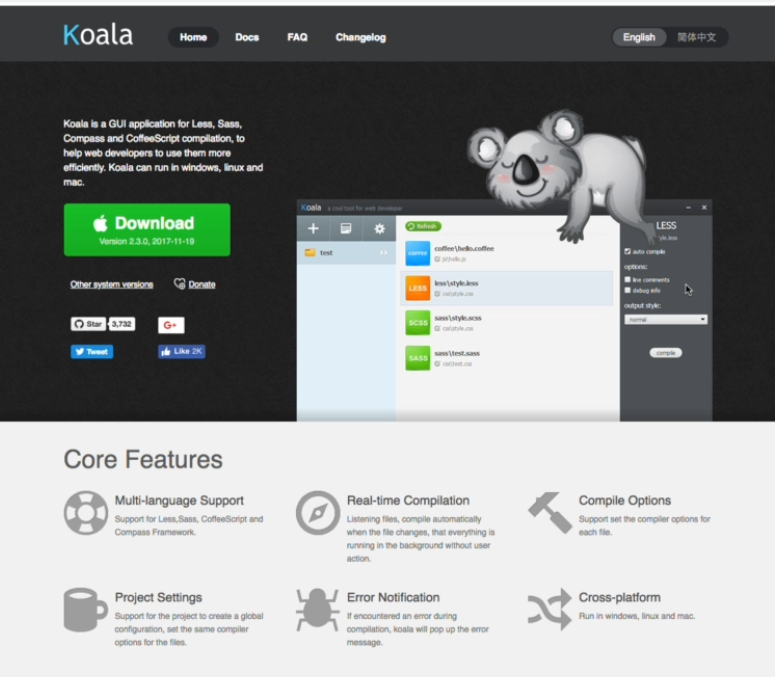 Koala
Home Docs FAQ Changelog
English 简体中文
Koala is a GUI application for Less, Sass,
Compass and CoffeeScript compilation, to
help web developers to use them more
efficiently. Koala can run in windows, linux and
mac.
Download
Version 2.3.0, 2017-11-19
Other system versions Donate
Star 3,732
G+
Tweet
Like 2K
Koala a cool tool for web developer
Refresh
test
COFFEE
coffee\hello.coffee
js\hello.js
LESS
less\style.less
css\style.css
SCSS
sass\style.scss
css\style.css
SASS
sass\test.sass
css\test.css
LESS
yle.less
auto compile
options:
line comments
debug info
output style:
normal
compile
Core Features
Multi-language Support
Support for Less,Sass, CoffeeScript and
Compass Framework.
Real-time Compilation
Listening files, compile automatically
when the file changes, that everything is
running in the background without user
action.
Compile Options
Support set the compiler options for
each file.
Project Settings
Support for the project to create a global
configuration, set the same compiler
options for the files.
Error Notification
If encountered an error during
compilation, koala will pop up the error
message.
Cross-platform
Run in windows, linux and mac.